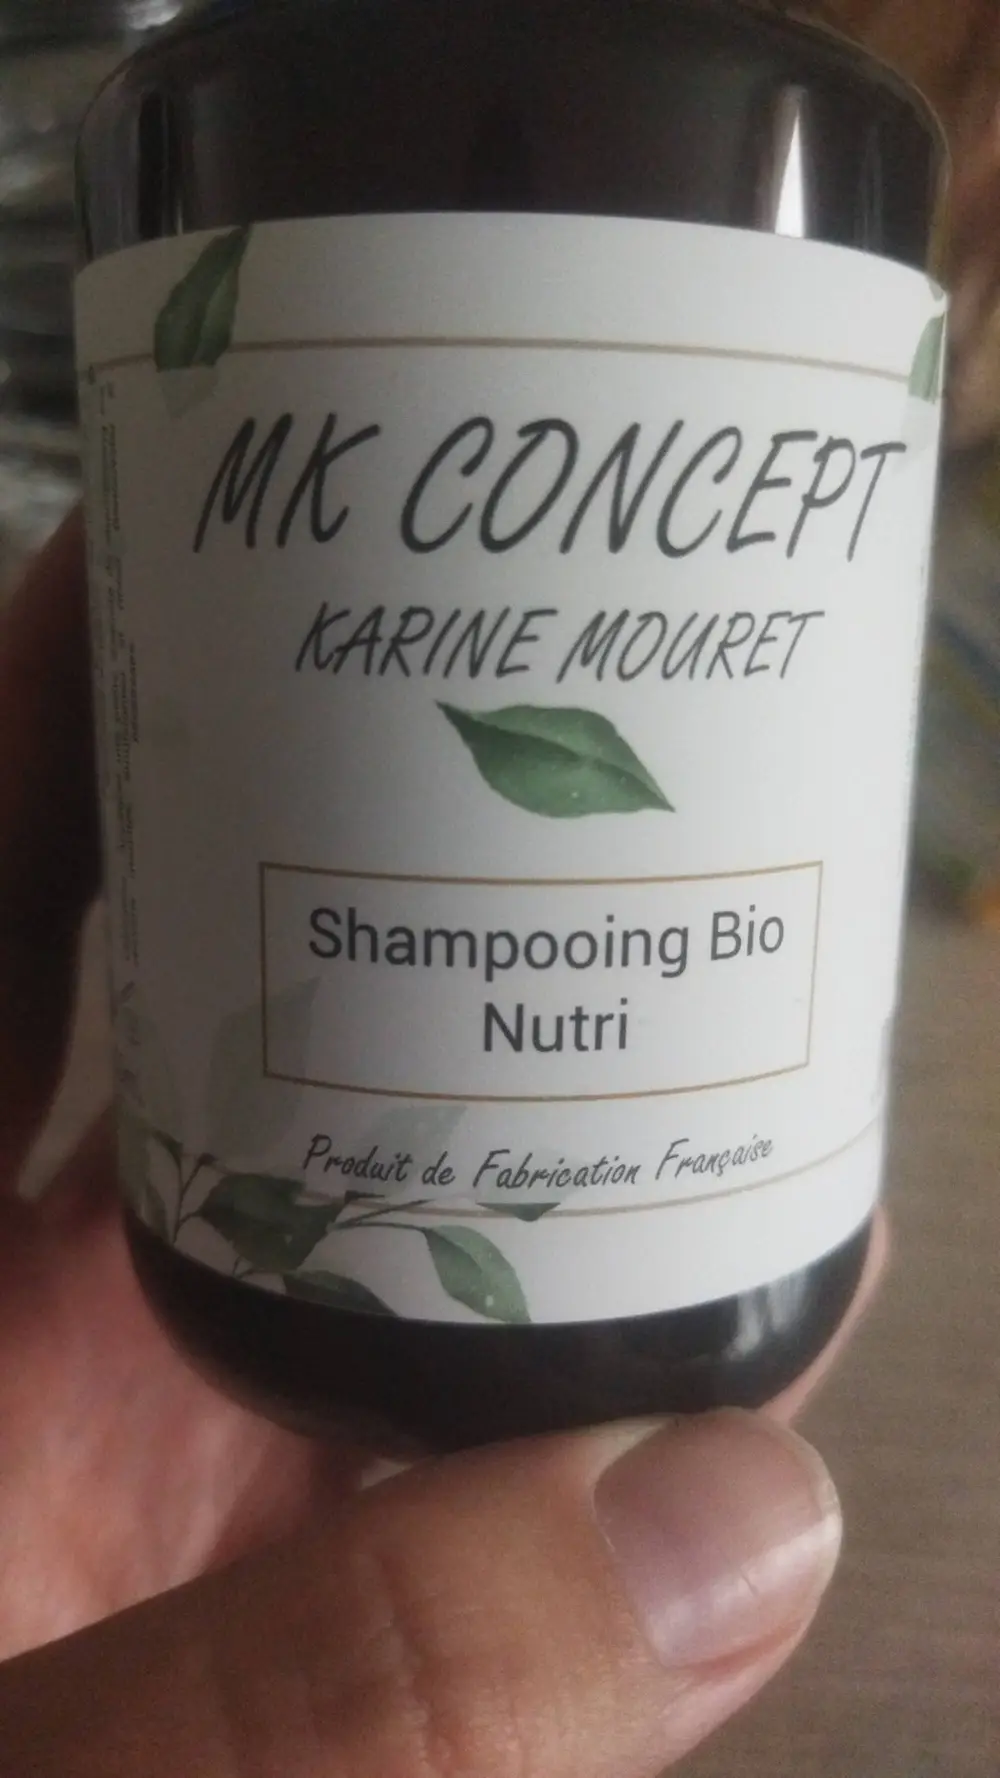 MK CONCEPT
KARINE MOURET
Shampooing Bio
Nutri
Produit de Fabrication Française